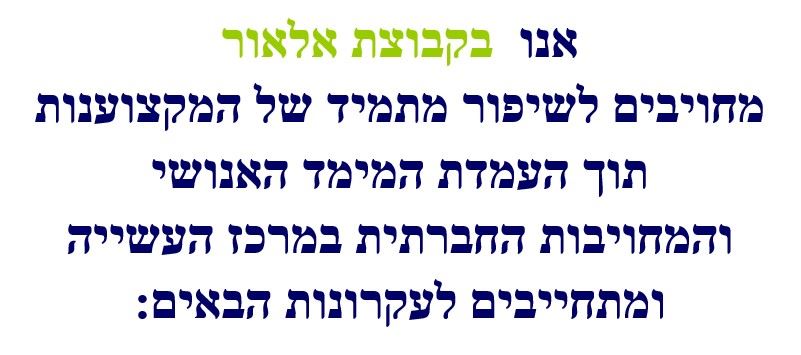 אנו בקבוצת אלאור
מחויבים לשיפור מתמיד של המקצוענות
תוך העמדת המימד האנושי
והמחויבות החברתית במרכז העשייה
ומתחייבים לעקרונות הבאים: